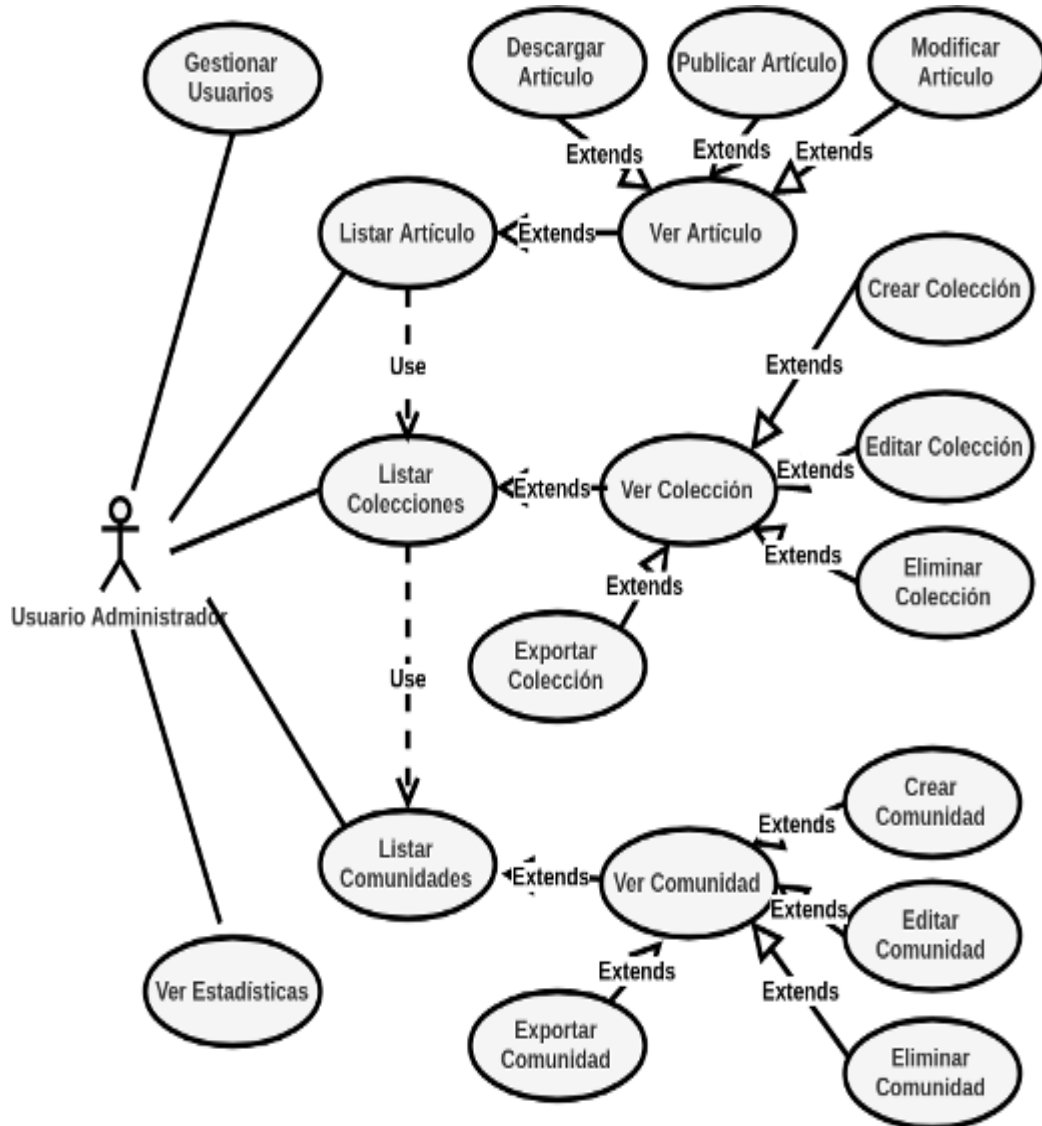 Gestionar
Usuarios
Descargar
Artículo
Publicar Artículo
Modificar
Artículo
Extends
Extends
Extends
Listar Artículo
Extends
Ver Artículo
Crear Colección
Use
Extends
Listar
Colecciones
Extends
Ver Colección
Extends
Editar Colección
Extends
Eliminar
Colección
Extends
Usuario Administrador
Exportar
Colección
Use
Crear
Comunidad
Extends
Listar
Comunidades
Extends
Ver Comunidad
Extends
Editar
Comunidad
Extends
Extends
Ver Estadísticas
Exportar
Comunidad
Eliminar
Comunidad